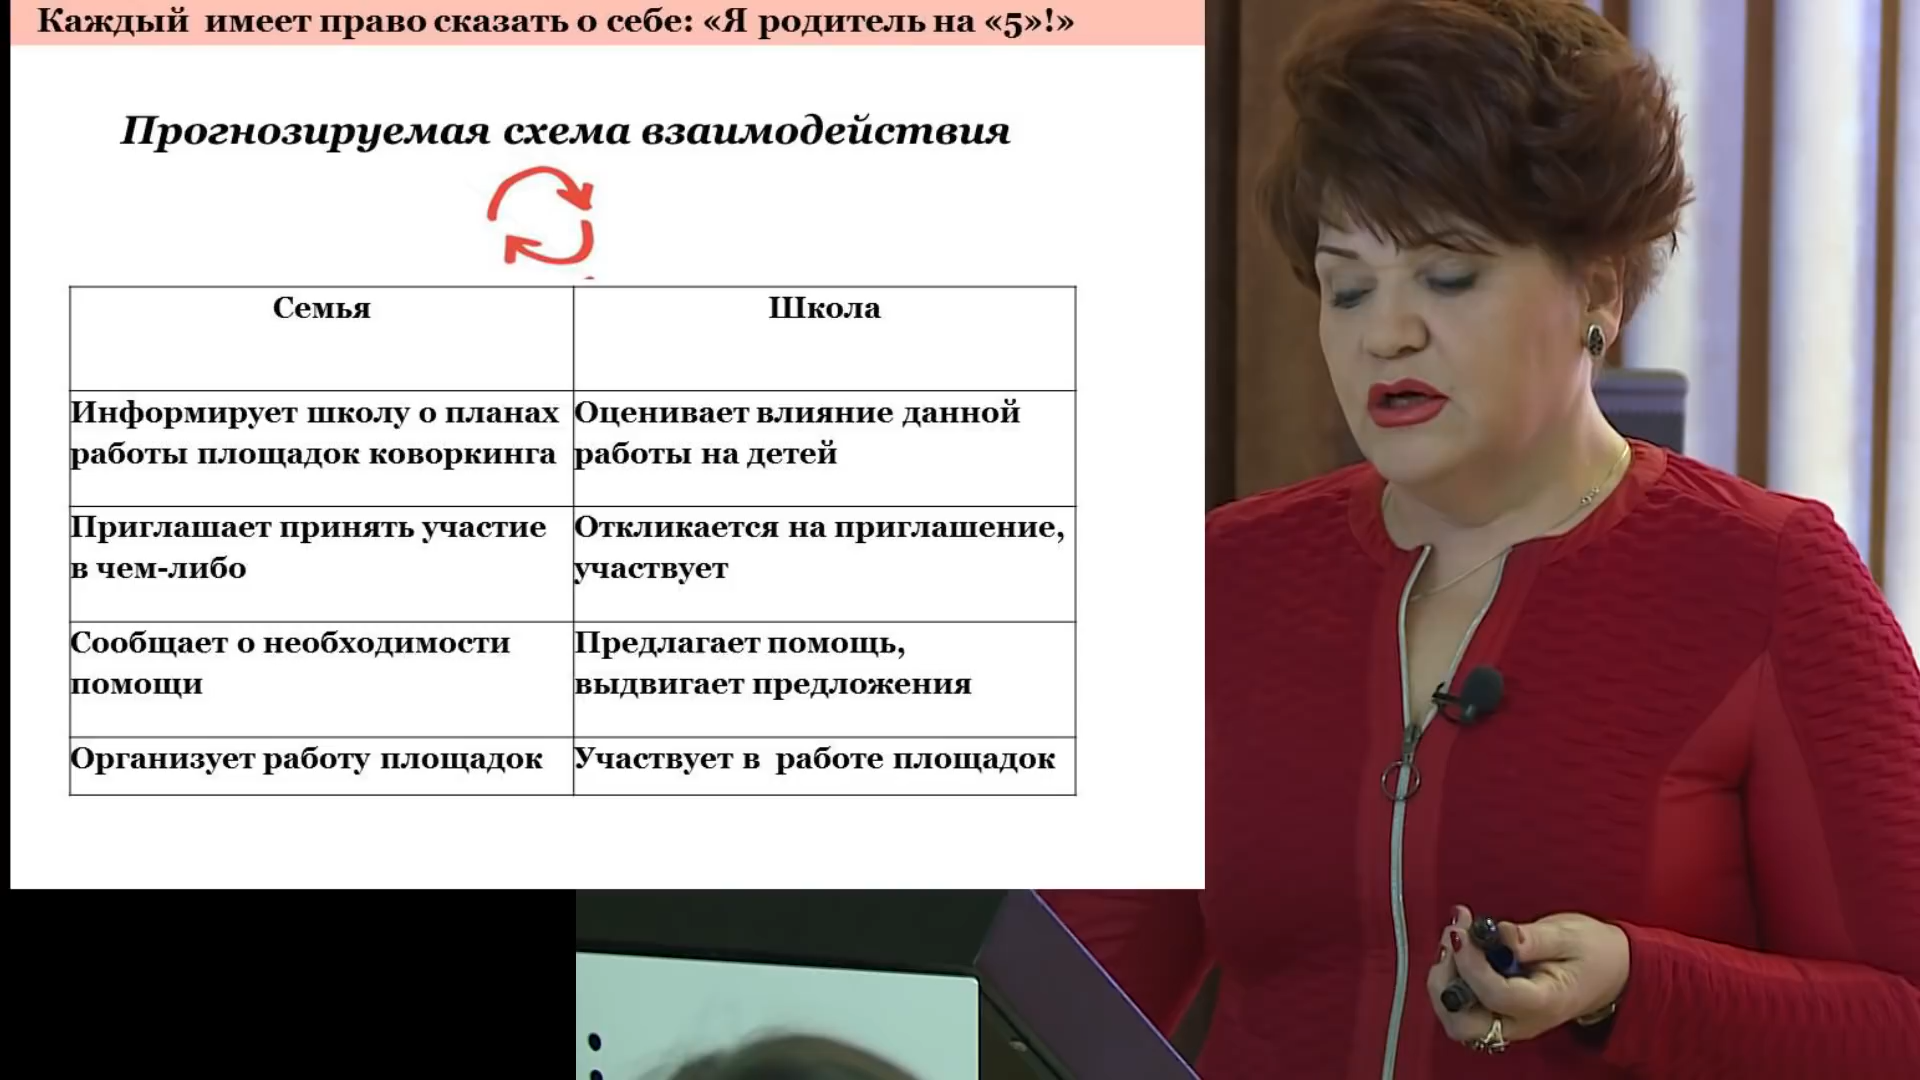 Каждый имеет право сказать о себе: «Я родитель на «5»!»
Прогнозируемая схема взаимодействия
Семья
Школа
Информирует школу о планах
работы площадок коворкинга
Оценивает влияние данной
работы на детей
Приглашает принять участие
в чем-либо
Откликается на приглашение,
участвует
Сообщает о необходимости
помощи
Предлагает помощь,
выдвигает предложения
Организует работу площадок
Участвует в работе площадок